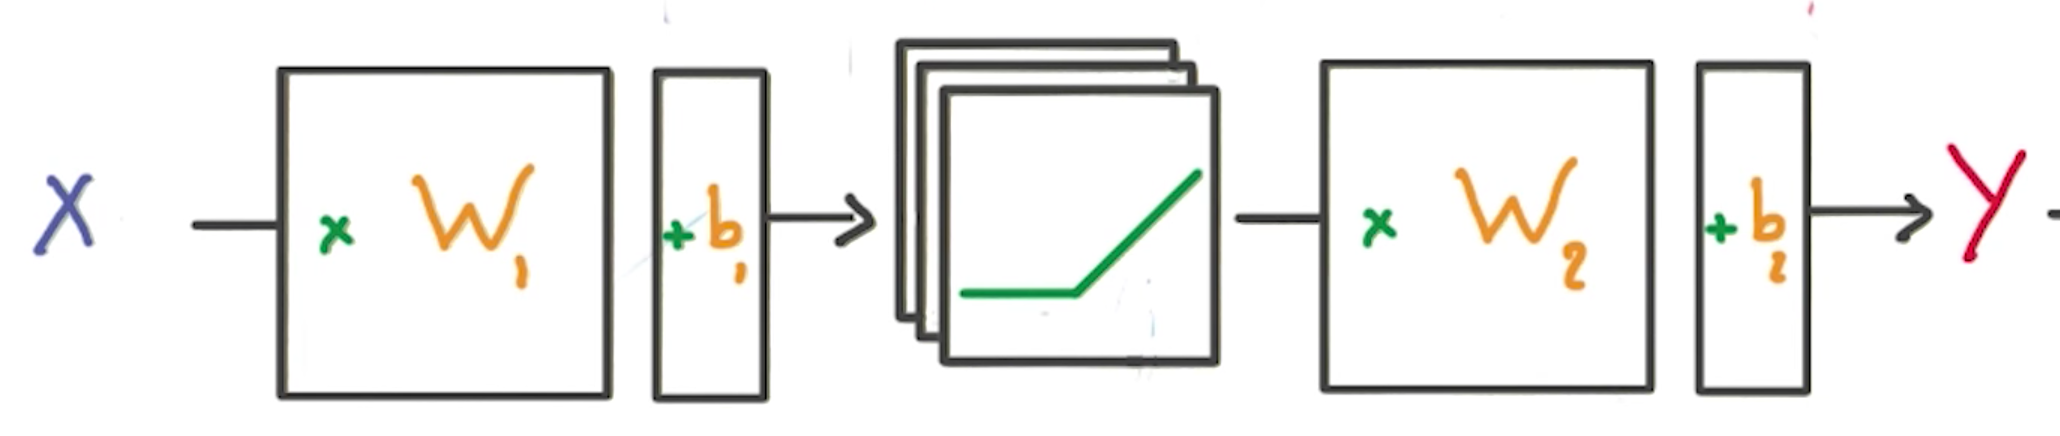 X × W₁ + b₁ × W₂ + b₂ Y